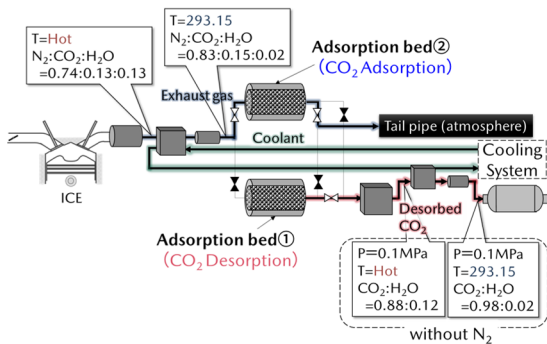 T=Hot
N₂:CO₂:H₂O
=0.74:0.13:0.13
T=293.15
N₂:CO₂:H₂O
=0.83:0.15:0.02
Adsorption bed②
（CO₂ Adsorption）
Exhaust gas
Tail pipe (atmosphere)
Coolant
Cooling
System
ICE
Adsorption bed①
（CO₂ Desorption）
Desorbed
CO₂
P=0.1MPa
T=Hot
CO₂:H₂O
=0.88:0.12
P=0.1MPa
T=293.15
CO₂:H₂O
=0.98:0.02
without N₂